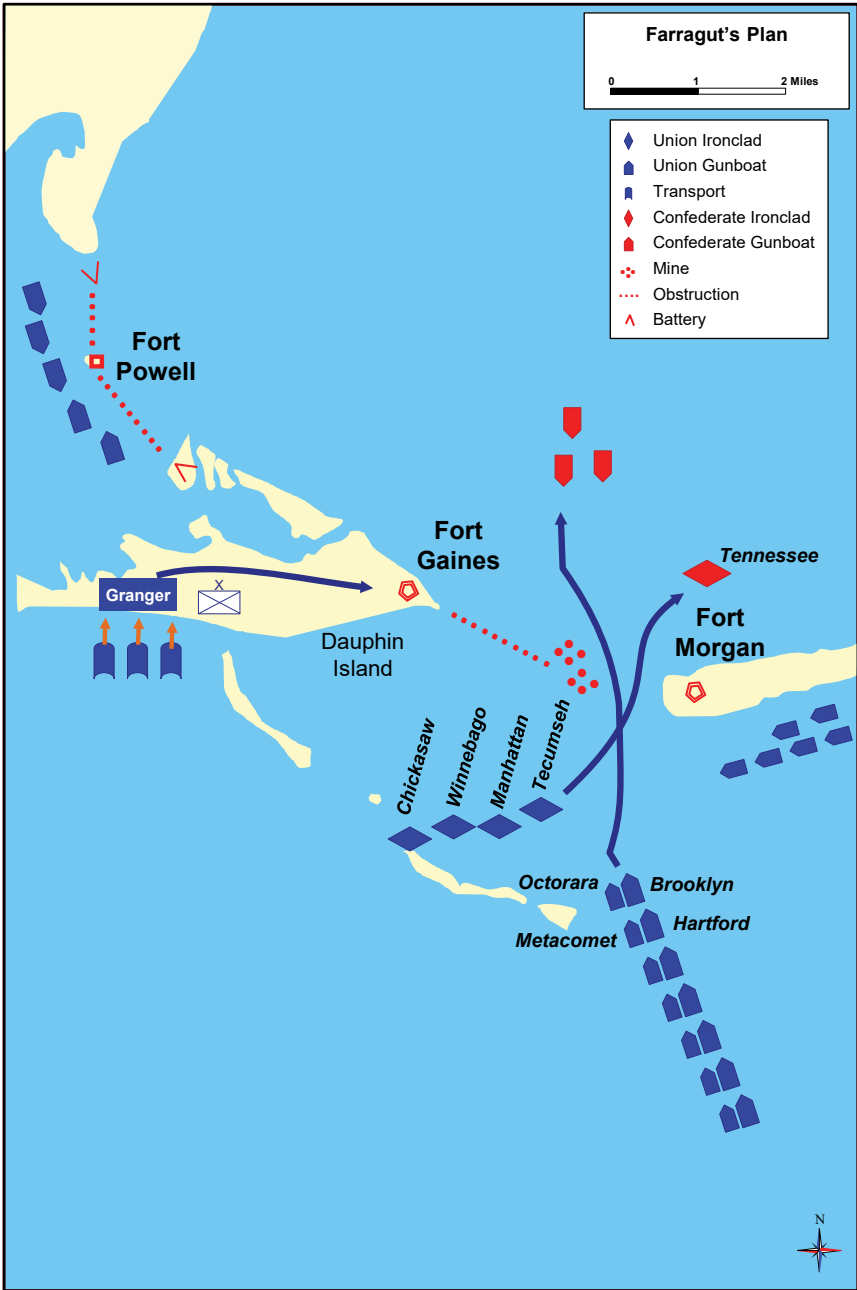 Farragut's Plan
0 1 2 Miles
Union Ironclad
Union Gunboat
Transport
Confederate Ironclad
Confederate Gunboat
Mine
Obstruction
Battery
Fort
Powell
Fort
Gaines
Tennessee
Granger
X
Fort
Morgan
Dauphin
Island
Chickasaw
Winnebago
Manhattan
Tecumseh
Octorara
Brooklyn
Hartford
Metacomet
N